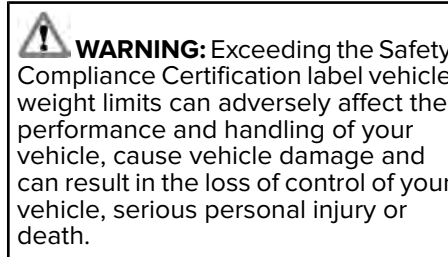 WARNING: Exceeding the Safety
Compliance Certification label vehicle
weight limits can adversely affect the
performance and handling of your
vehicle, cause vehicle damage and
can result in the loss of control of your
vehicle, serious personal injury or
death.